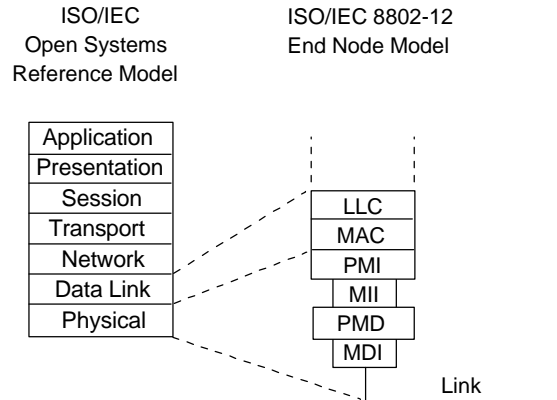 ISO/IEC
Open Systems
Reference Model
ISO/IEC 8802-12
End Node Model
Application
Presentation
Session
Transport
Network
Data Link
Physical
LLC
MAC
PMI
MII
PMD
MDI
Link